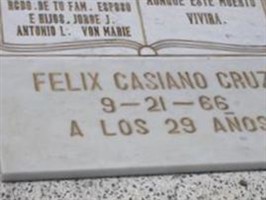 RCDO. DE TU FAM. ESPOSO
E HIJOS, JORGE J.
ANTONIO L. VON MARIE
AUNQUE ESTE MUERTO
VIVIRA.
FELIX CASIANO CRUZ
9-21-66
A LOS 29 AÑOS